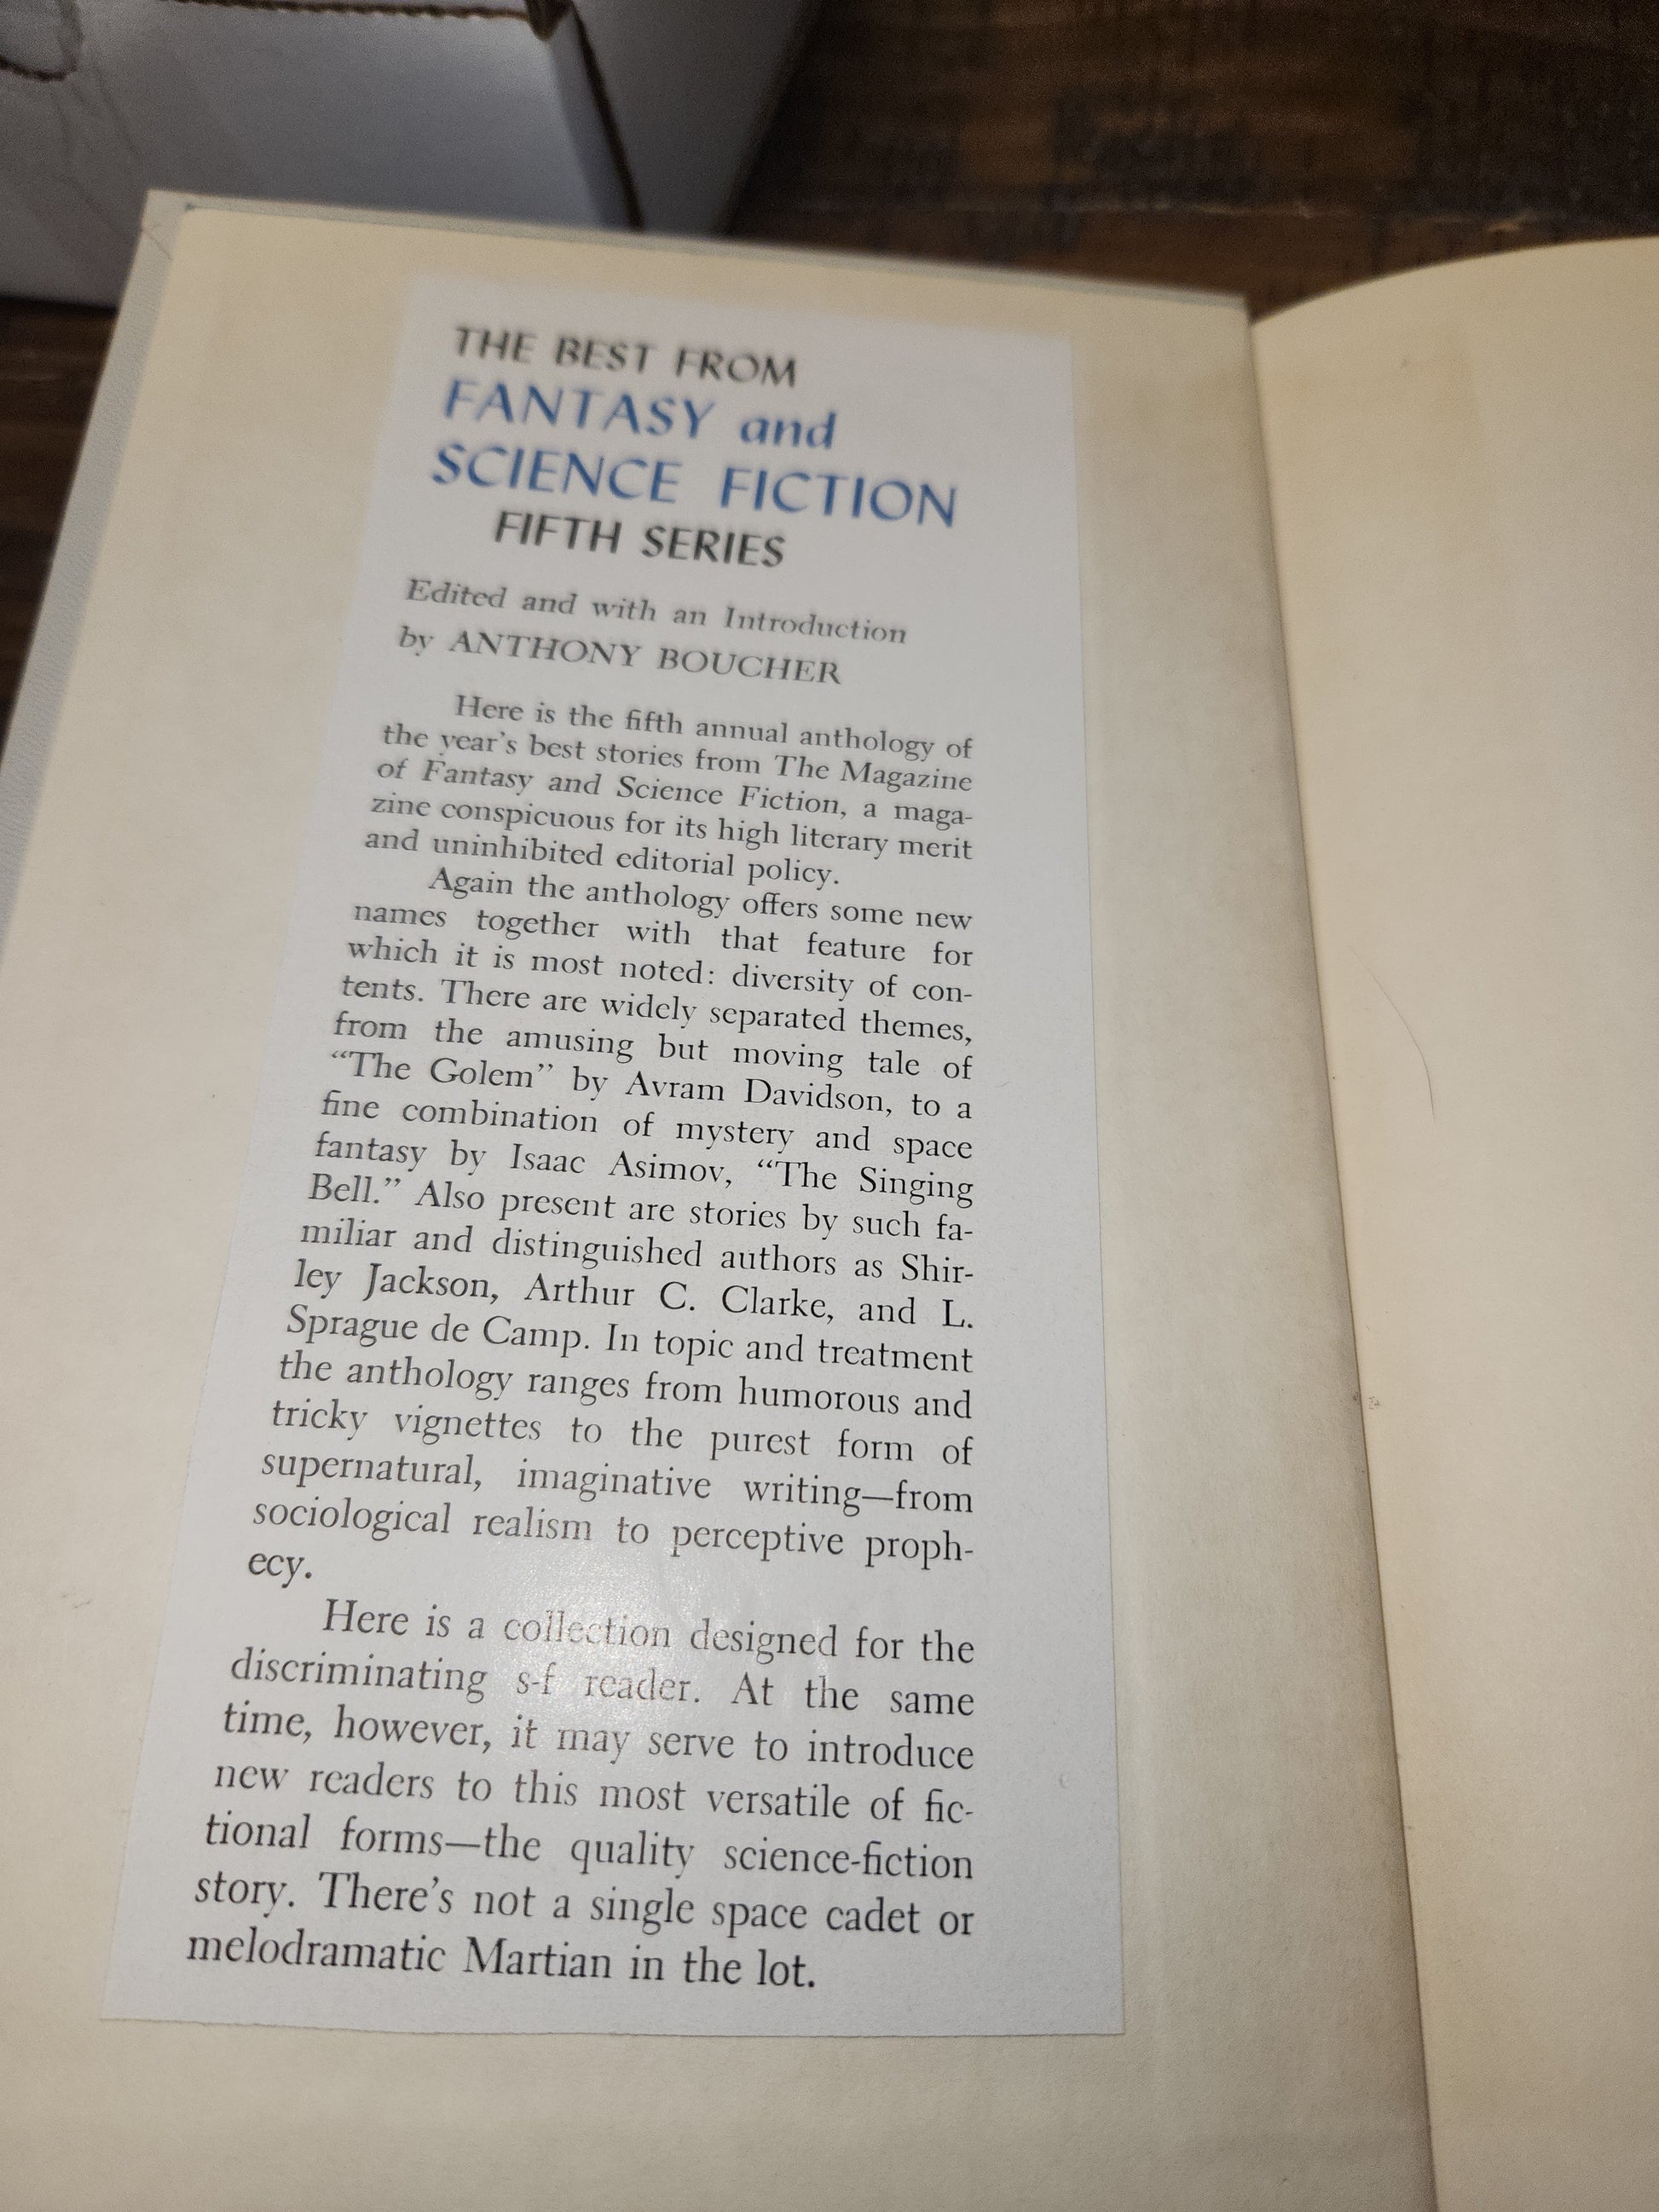 THE BEST FROM
FANTASY and
SCIENCE FICTION
FIFTH SERIES
Edited and with an Introduction
by ANTHONY BOUCHER
Here is the fifth annual anthology of
the year's best stories from The Magazine
of Fantasy and Science Fiction, a maga-
zine conspicuous for its high literary merit
and uninhibited editorial policy.
Again the anthology offers some new
names together with that feature for
which it is most noted: diversity of con-
tents. There are widely separated themes,
from the amusing but moving tale of
“The Golem” by Avram Davidson, to a
fine combination of mystery and space
fantasy by Isaac Asimov, “The Singing
Bell.” Also present are stories by such fa-
miliar and distinguished authors as Shir-
ley Jackson, Arthur C. Clarke, and L.
Sprague de Camp. In topic and treatment
the anthology ranges from humorous and
tricky vignettes to the purest form of
supernatural, imaginative writing—from
sociological realism to perceptive proph-
ecy.
Here is a collection designed for the
discriminating s-f reader. At the same
time, however, it may serve to introduce
new readers to this most versatile of fic-
tional forms—the quality science-fiction
story. There's not a single space cadet or
melodramatic Martian in the lot.